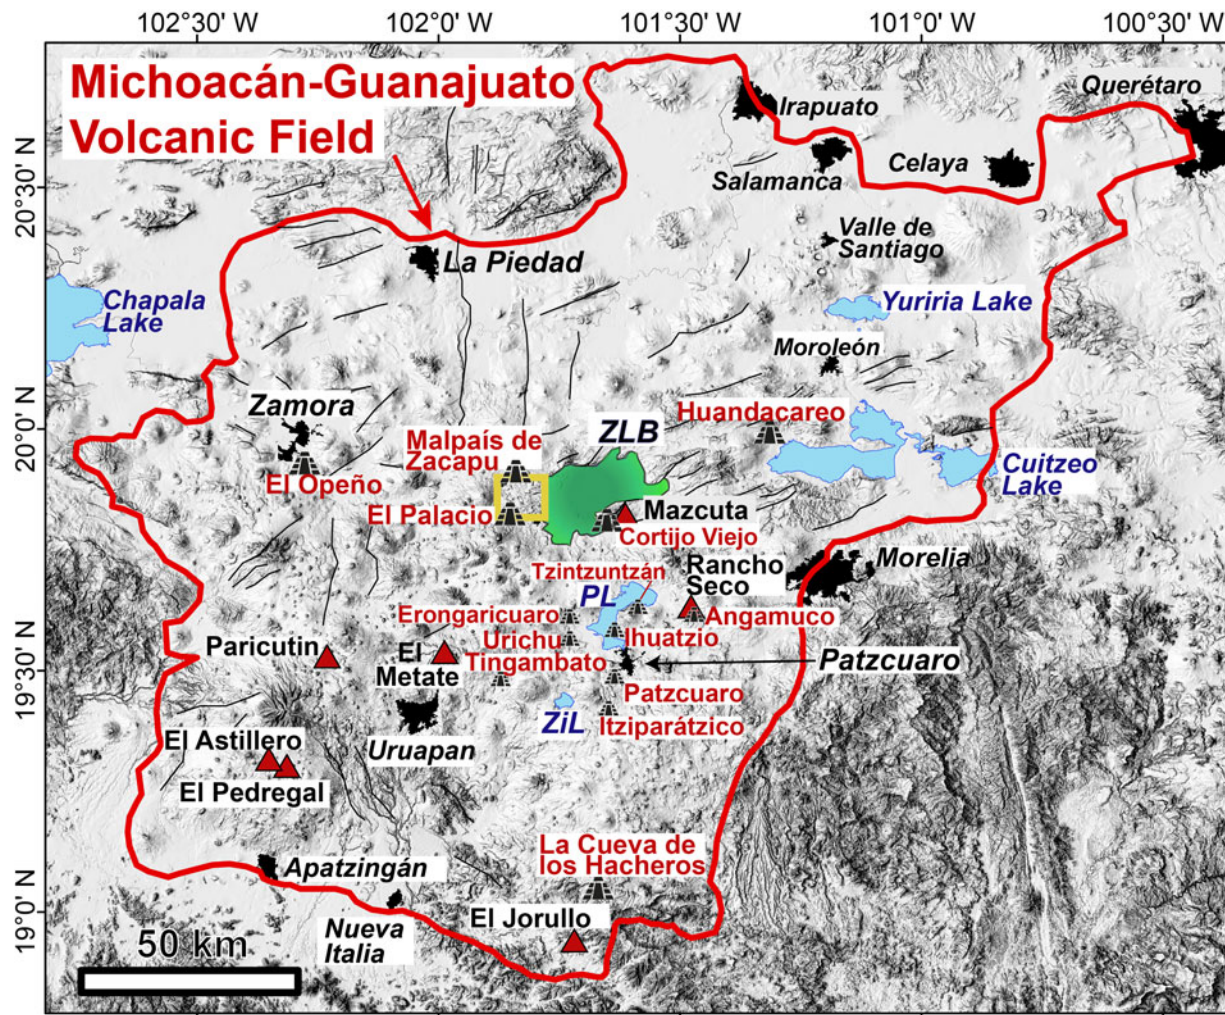 102°30' W
102°0' W
101°30' W
101°0' W
100°30' W
Michoacán-Guanajuato
Volcanic Field
Querétaro
Irapuato
Celaya
Salamanca
20°30' N
Valle de
Santiago
La Piedad
Chapala
Lake
Yuriria Lake
Moroleón
Zamora
Huandacareo
20°0' N
Malpaís de
Zacapu
ZLB
El Opeño
Cuitzeo
Lake
El Palacio
Mazcuta
Cortijo Viejo
Morelia
Rancho
Seco
Tzintzuntzán
PL
Erongaricuaro
Angamuco
Urichu
Ihuatzio
Paricutin
El
Metate
Tingambato
Patzcuaro
19°30' N
Patzcuaro
ZiL
Itziparátzico
Uruapan
El Astillero
El Pedregal
La Cueva de
los Hacheros
Apatzingán
19°0' N
El Jorullo
Nueva
Italia
50 km